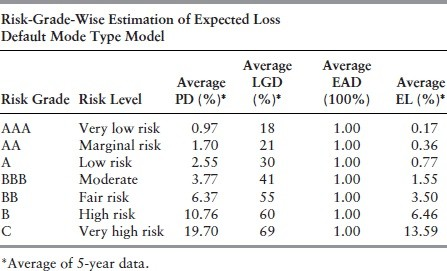 Risk-Grade-Wise Estimation of Expected Loss
Default Mode Type Model
Average Average Average
Average LGD EAD Average
Risk Grade Risk Level PD (%)* (%)* (100%) EL (%)*
AAA Very low risk 0.97 18 1.00 0.17
AA Marginal risk 1.70 21 1.00 0.36
A Low risk 2.55 30 1.00 0.77
BBB Moderate 3.77 41 1.00 1.55
BB Fair risk 6.37 55 1.00 3.50
B High risk 10.76 60 1.00 6.46
C Very high risk 19.70 69 1.00 13.59
*Average of 5-year data.